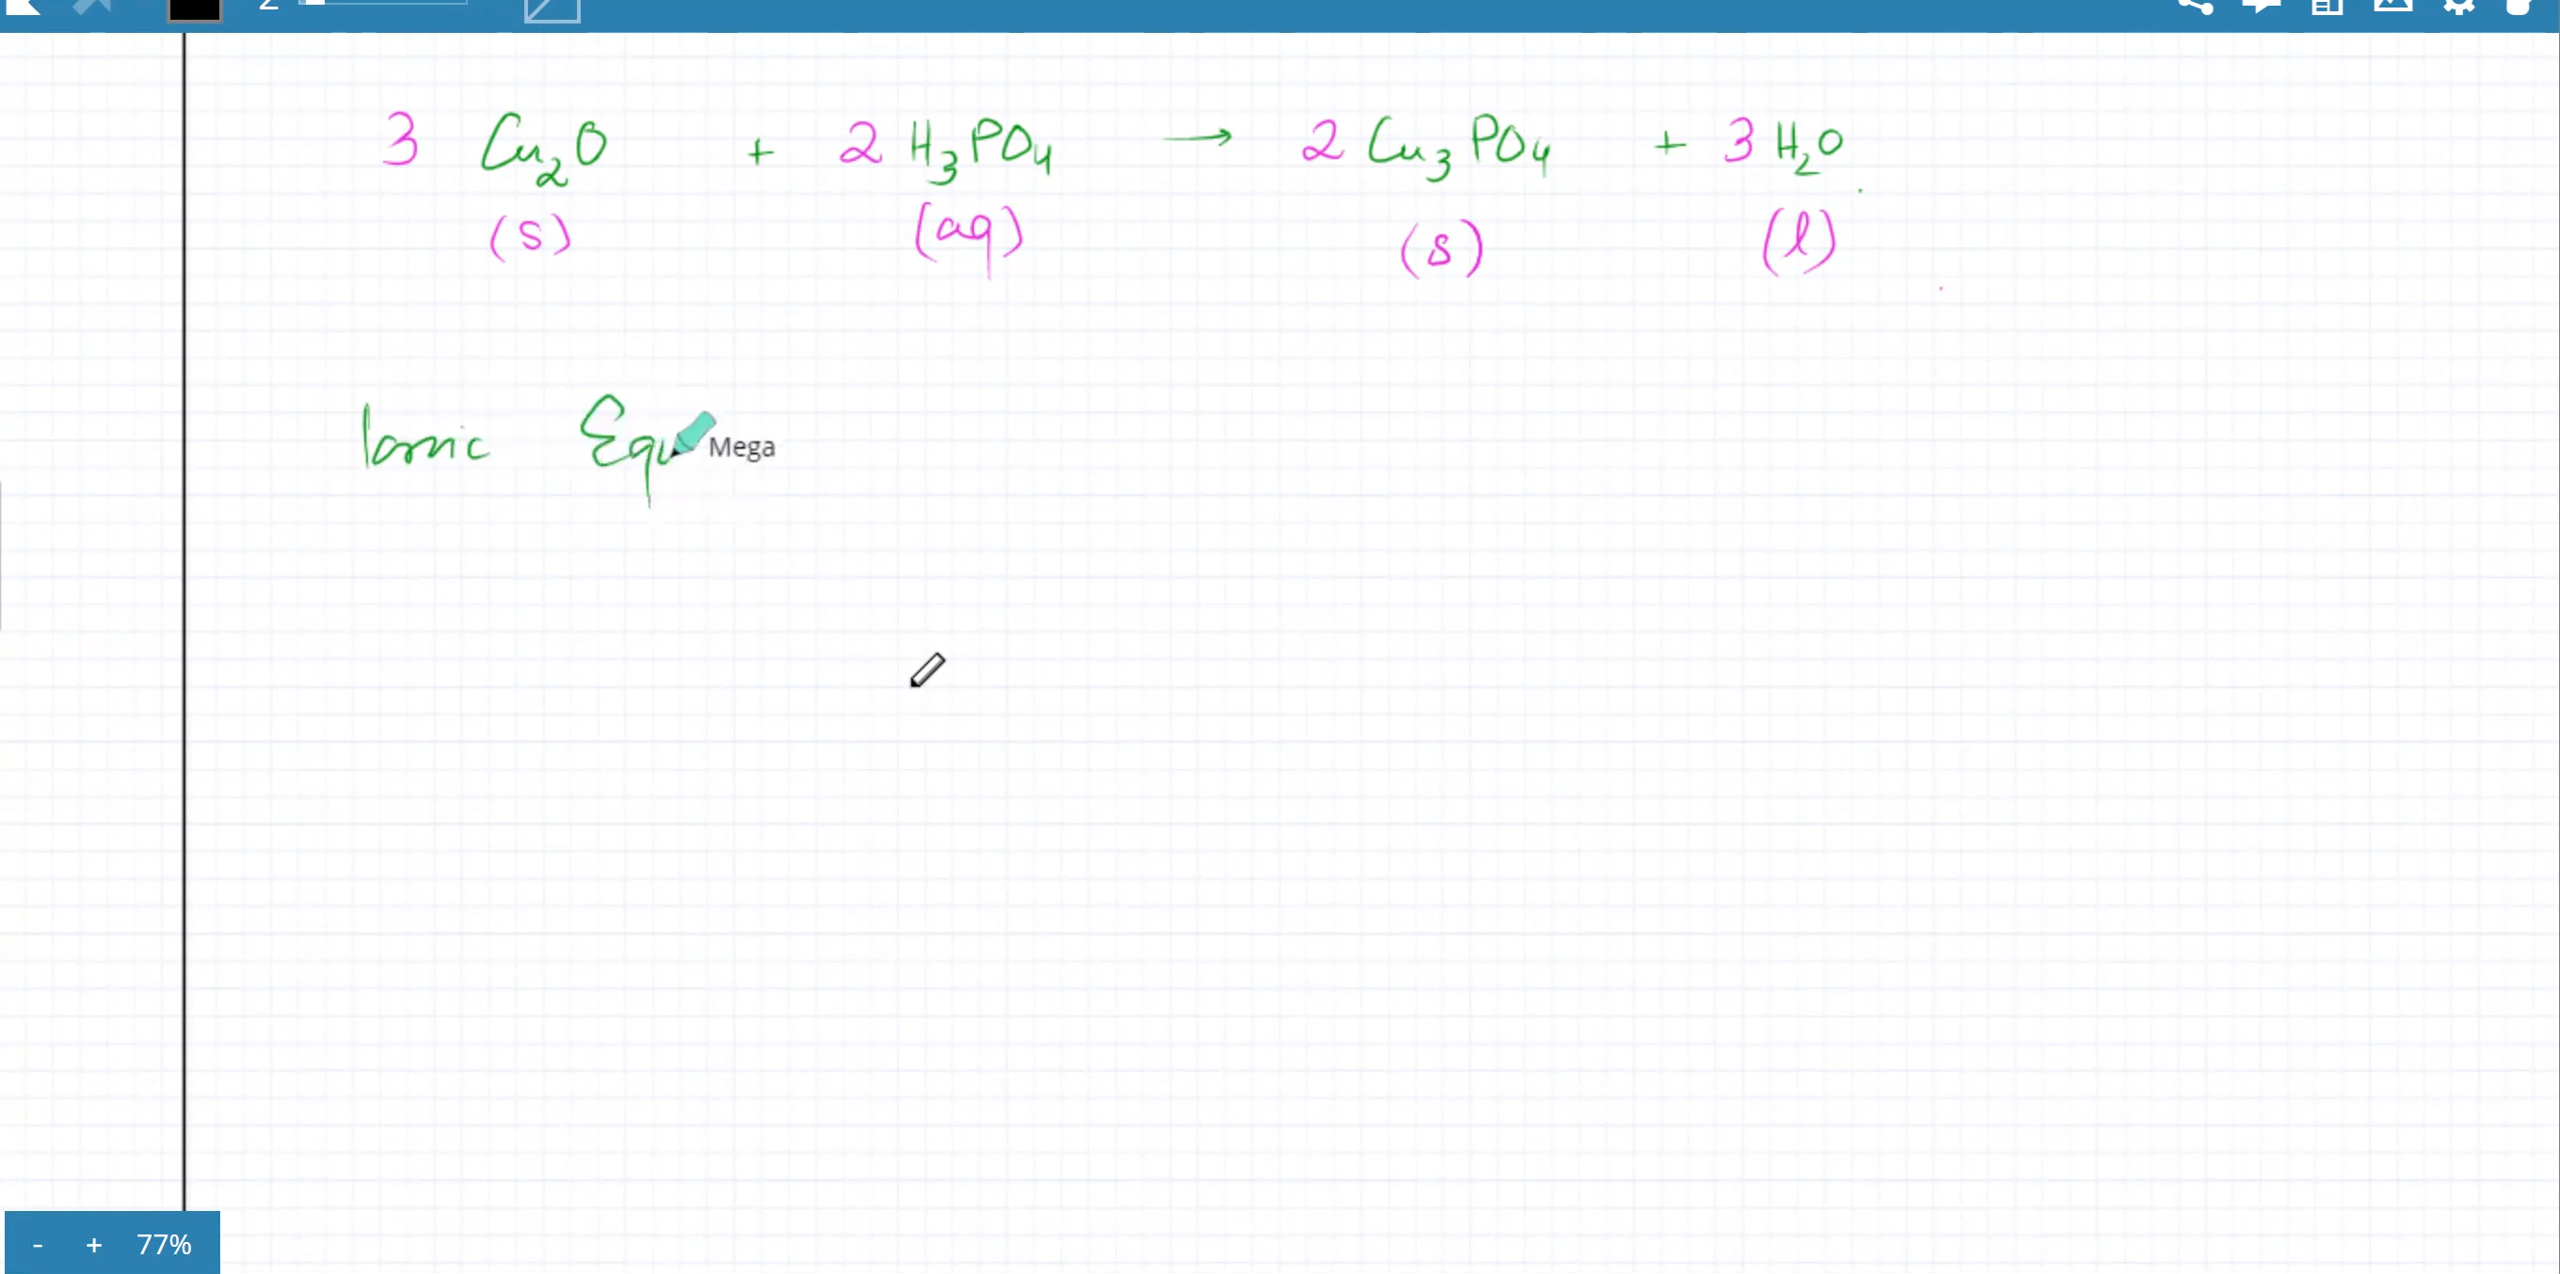 3 Cu₂O + 2 H₃PO₄ → 2 Cu₃PO₄ + 3 H₂O
(s) (aq) (s) (l)
Ionic Equ Mega
- + 77%